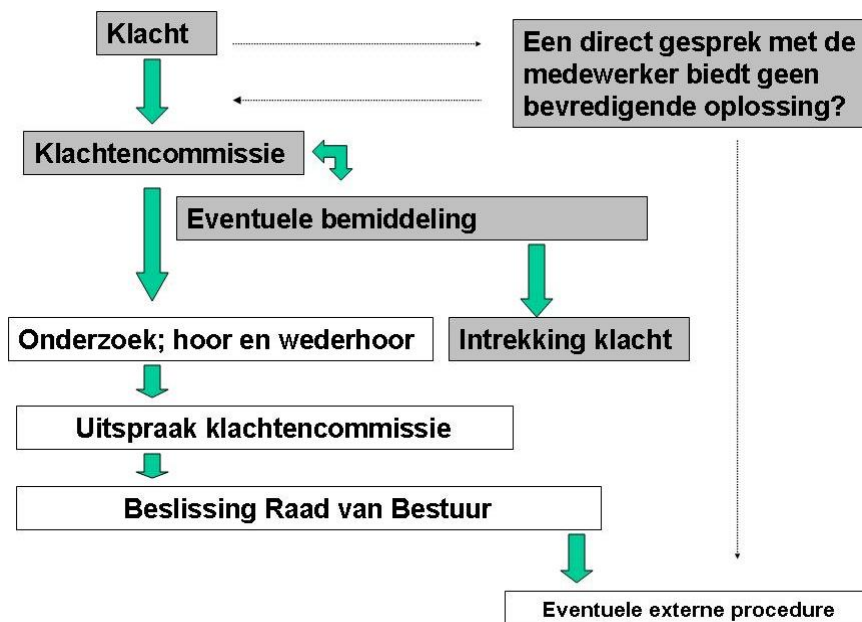 Klacht
Een direct gesprek met de
medewerker biedt geen
bevredigende oplossing?
Klachtencommissie
Eventuele bemiddeling
Onderzoek; hoor en wederhoor
Intrekking klacht
Uitspraak klachtencommissie
Beslissing Raad van Bestuur
Eventuele externe procedure